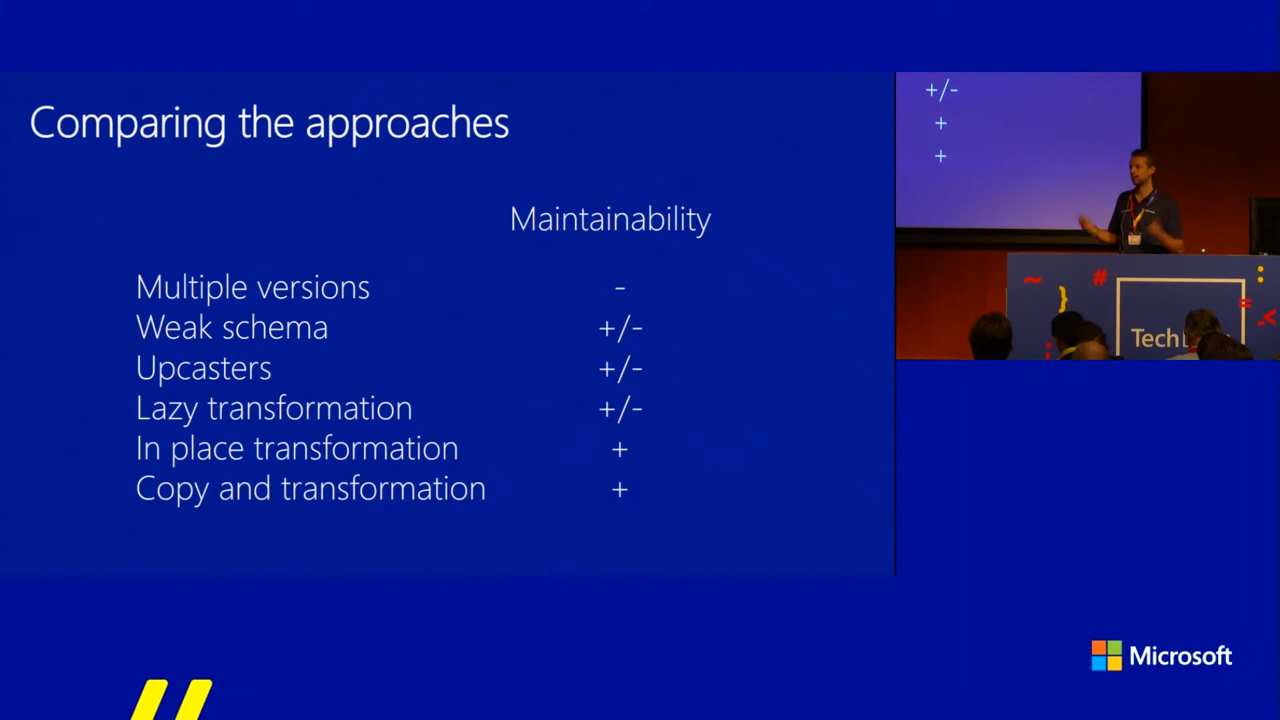 Comparing the approaches
Maintainability
Multiple versions -
Weak schema +/-
Upcasters +/-
Lazy transformation +/-
In place transformation +
Copy and transformation +
+/-
+
+
~ # } : = -<
Tech
Microsoft